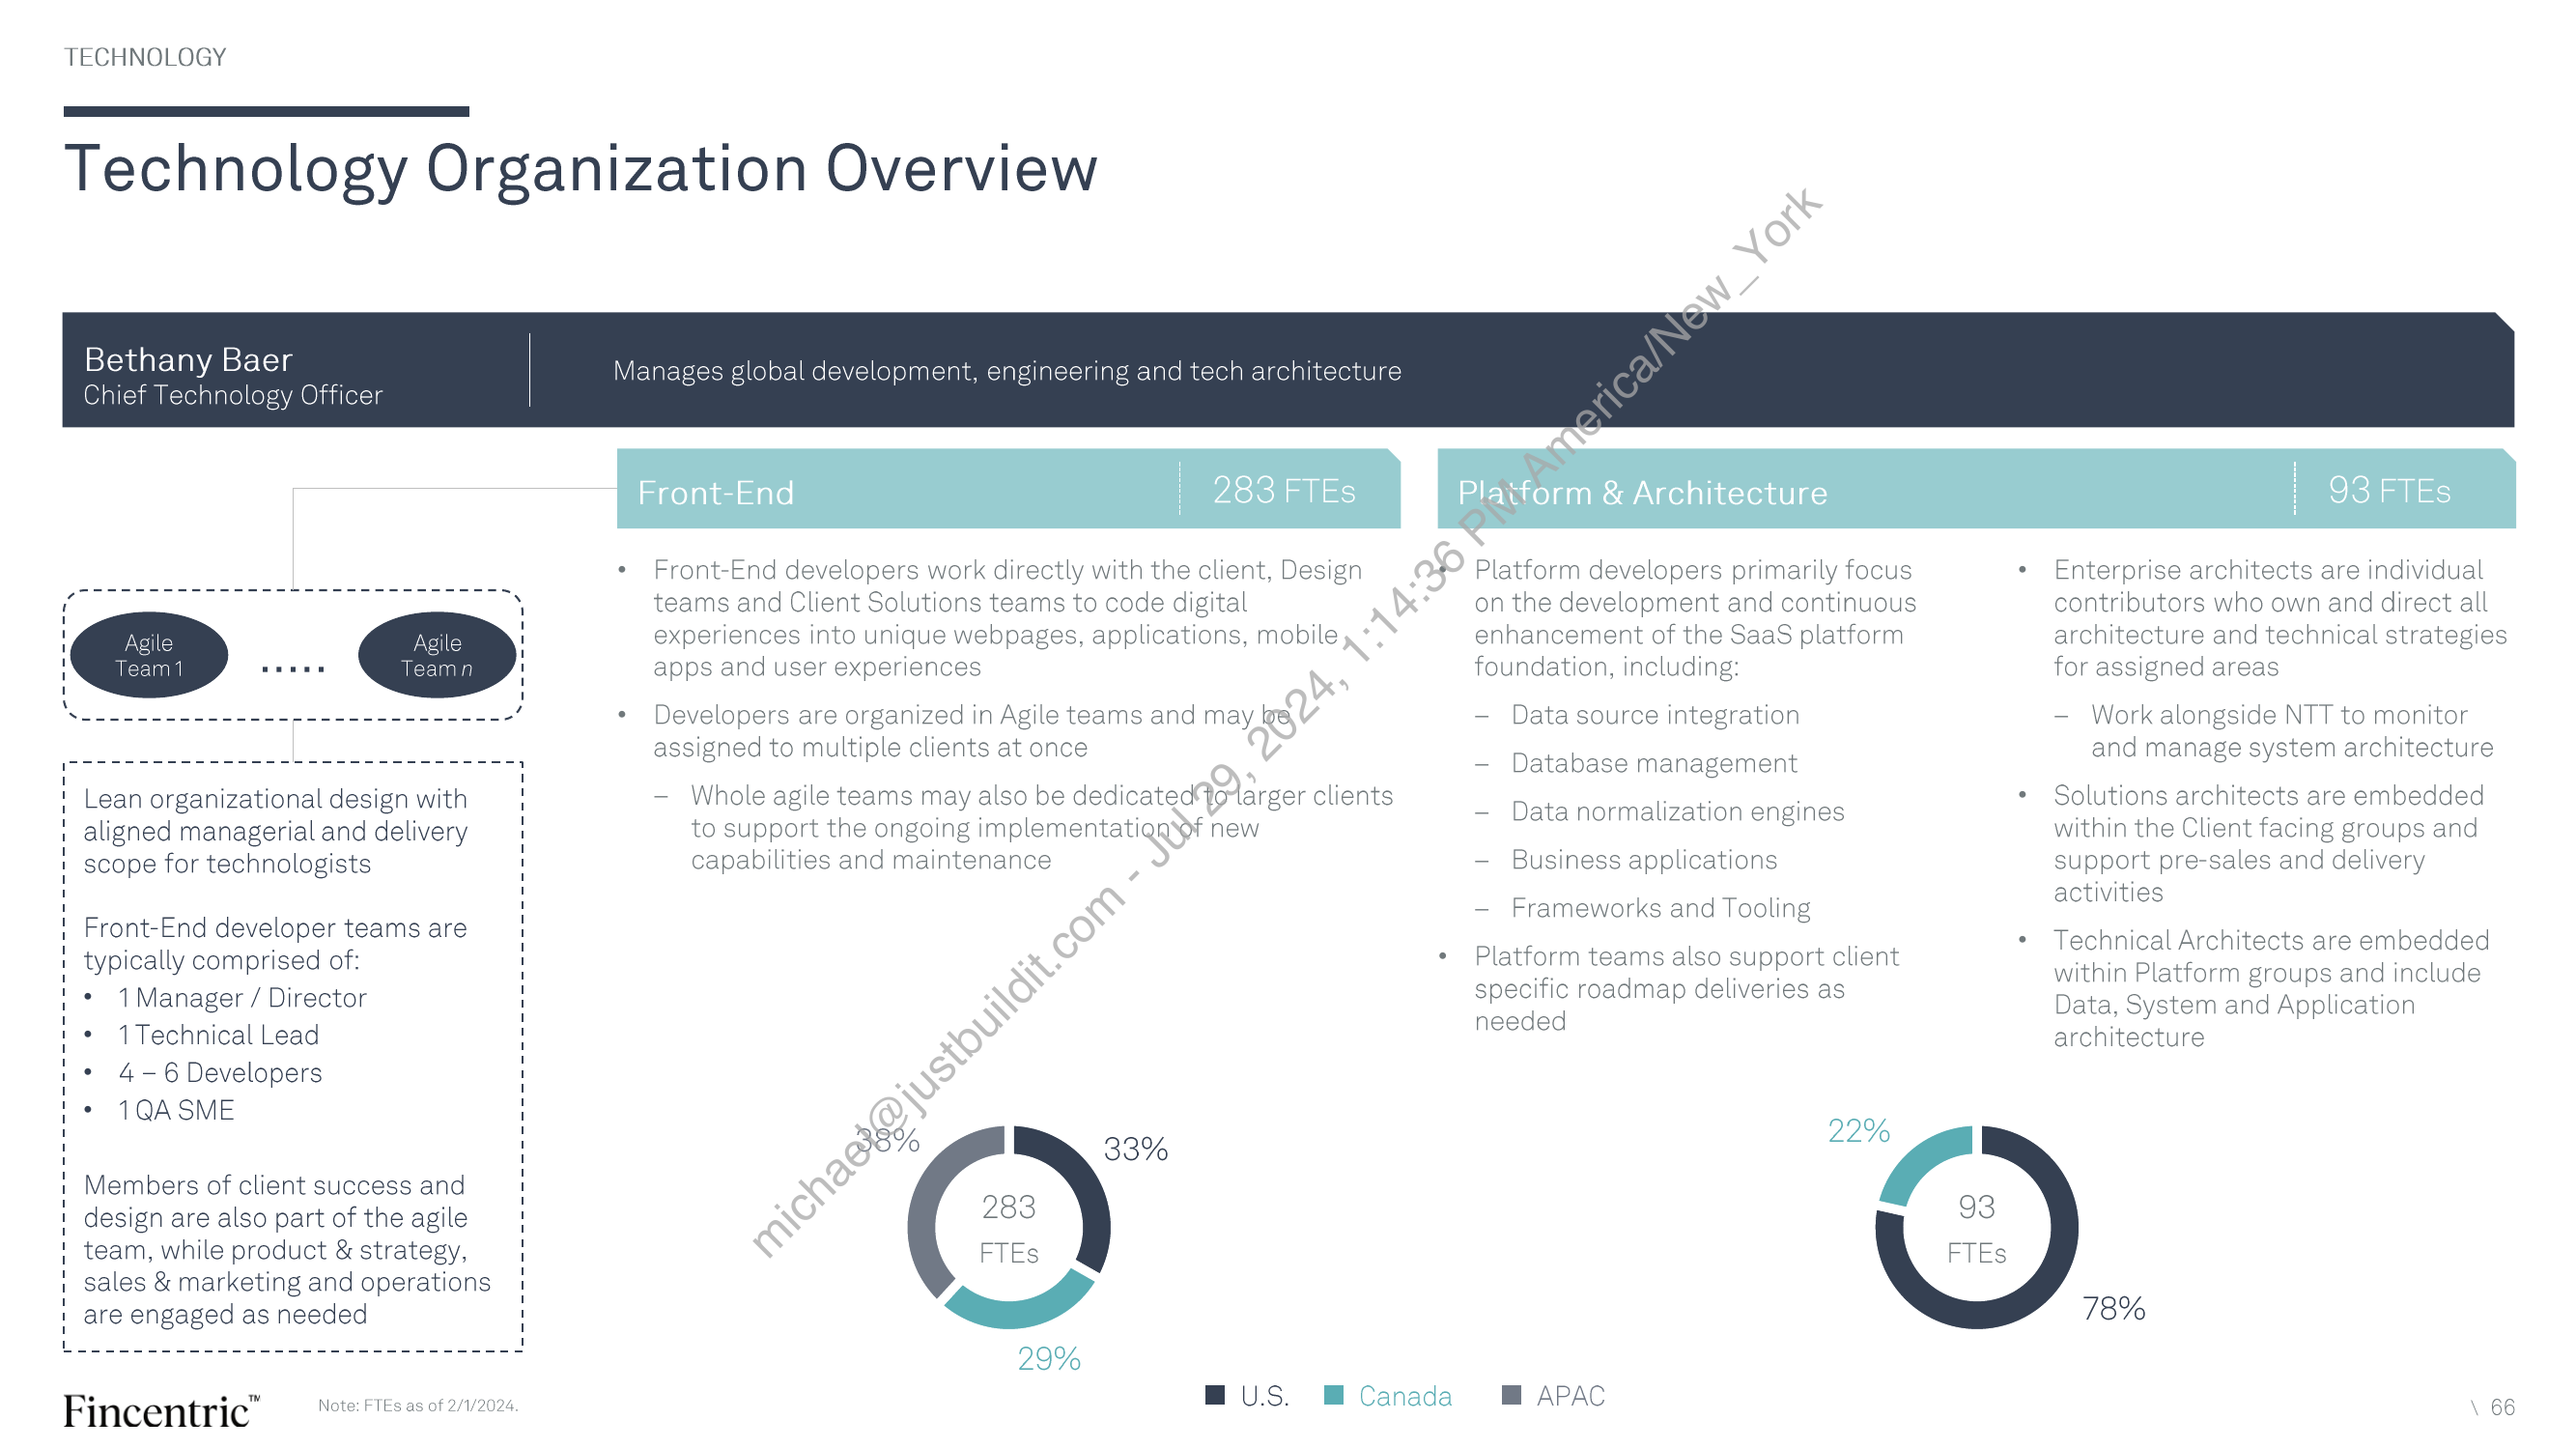 TECHNOLOGY
Technology Organization Overview
Bethany Baer
Chief Technology Officer
Manages global development, engineering and tech architecture
Agile
Team 1
.....
Agile
Team n
Lean organizational design with
aligned managerial and delivery
scope for technologists
Front-End developer teams are
typically comprised of:
• 1 Manager / Director
• 1 Technical Lead
• 4 – 6 Developers
• 1 QA SME
Members of client success and
design are also part of the agile
team, while product & strategy,
sales & marketing and operations
are engaged as needed
Front-End
283 FTEs
• Front-End developers work directly with the client, Design
teams and Client Solutions teams to code digital
experiences into unique webpages, applications, mobile
apps and user experiences
• Developers are organized in Agile teams and may be
assigned to multiple clients at once
– Whole agile teams may also be dedicated to larger clients
to support the ongoing implementation of new
capabilities and maintenance
38%
33%
283
FTEs
29%
Platform & Architecture
93 FTEs
• Platform developers primarily focus
on the development and continuous
enhancement of the SaaS platform
foundation, including:
– Data source integration
– Database management
– Data normalization engines
– Business applications
– Frameworks and Tooling
• Platform teams also support client
specific roadmap deliveries as
needed
• Enterprise architects are individual
contributors who own and direct all
architecture and technical strategies
for assigned areas
– Work alongside NTT to monitor
and manage system architecture
• Solutions architects are embedded
within the Client facing groups and
support pre-sales and delivery
activities
• Technical Architects are embedded
within Platform groups and include
Data, System and Application
architecture
22%
93
FTEs
78%
U.S.
Canada
APAC
Fincentric™
Note: FTEs as of 2/1/2024.
\ 66
michael@justbuildit.com - Jul 29, 2024, 1:14:36 PM America/New_York